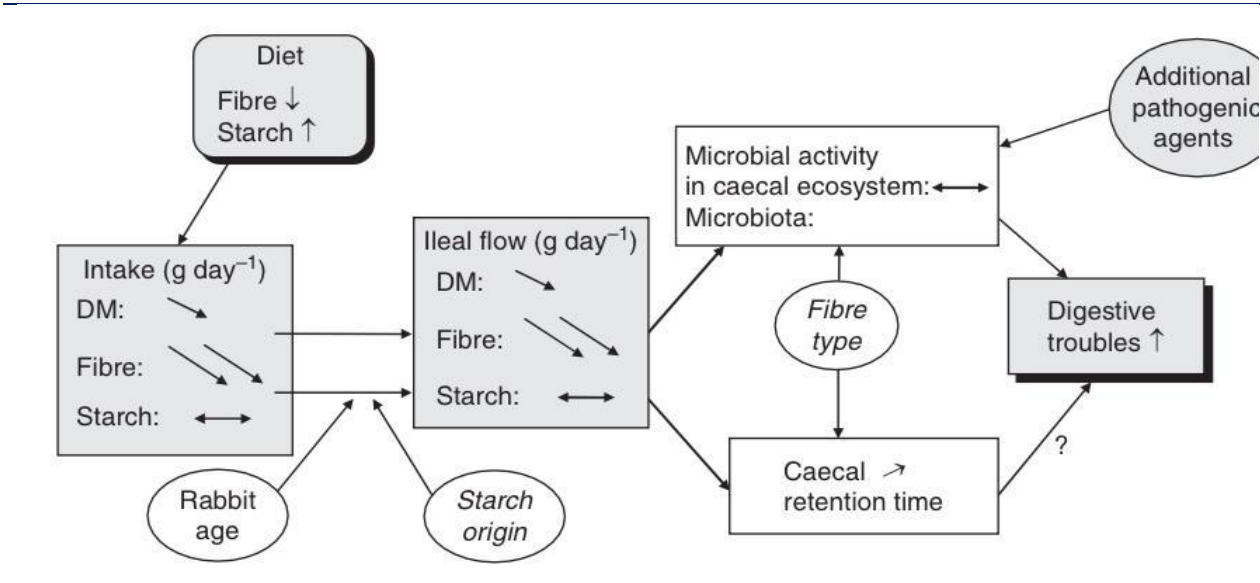 Diet
Fibre ↓
Starch ↑
Additional
pathogenic
agents
Microbial activity
in caecal ecosystem: ↔
Microbiota:
Intake (g day⁻¹)
DM: ↘
Fibre: ↘↘
Starch: ↔
Ileal flow (g day⁻¹)
DM: ↘
Fibre: ↘↘
Starch: ↔
Fibre
type
Digestive
troubles ↑
Rabbit
age
Starch
origin
Caecal ↗
retention time
?